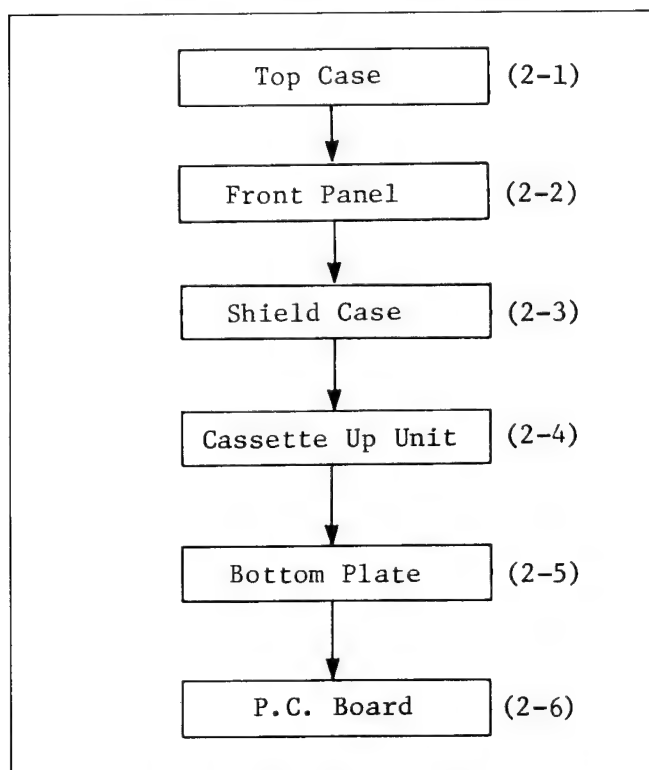 Top Case (2-1)
Front Panel (2-2)
Shield Case (2-3)
Cassette Up Unit (2-4)
Bottom Plate (2-5)
P.C. Board (2-6)